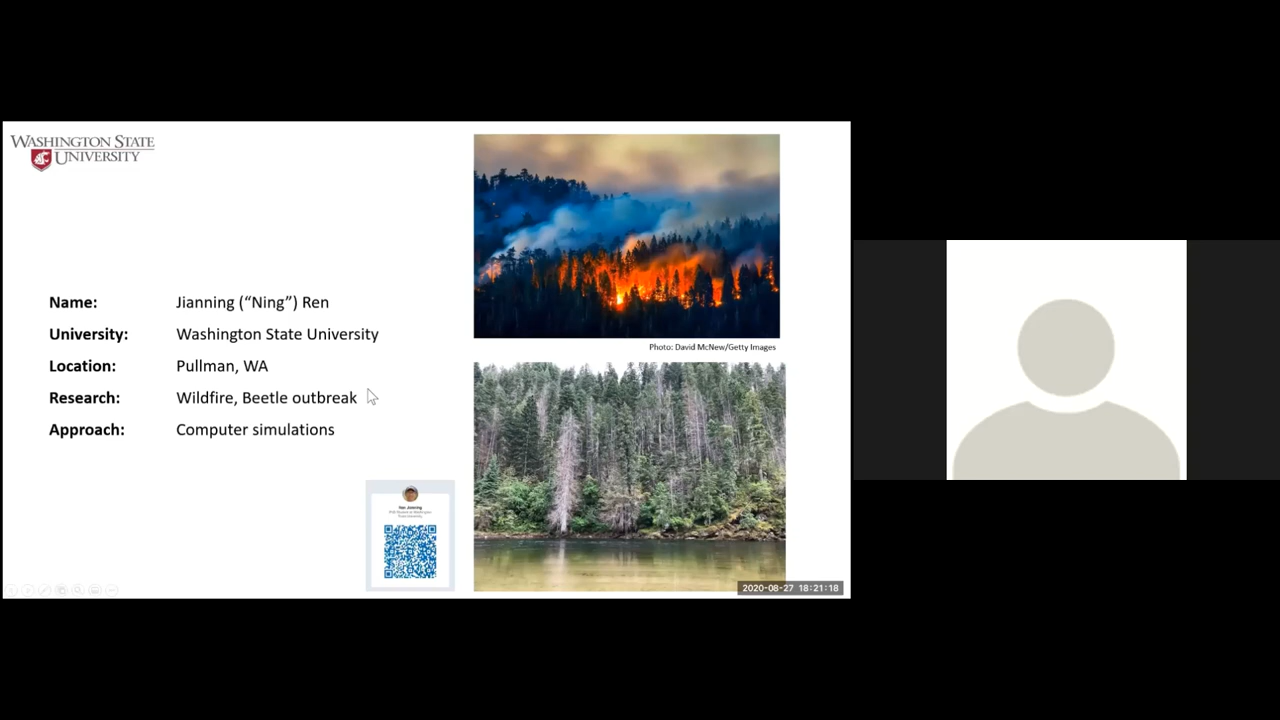 WASHINGTON STATE
UNIVERSITY
Name: Jianning (“Ning”) Ren
University: Washington State University
Location: Pullman, WA
Research: Wildfire, Beetle outbreak
Approach: Computer simulations
Photo: David McNew/Getty Images
2020-08-27 18:21:18